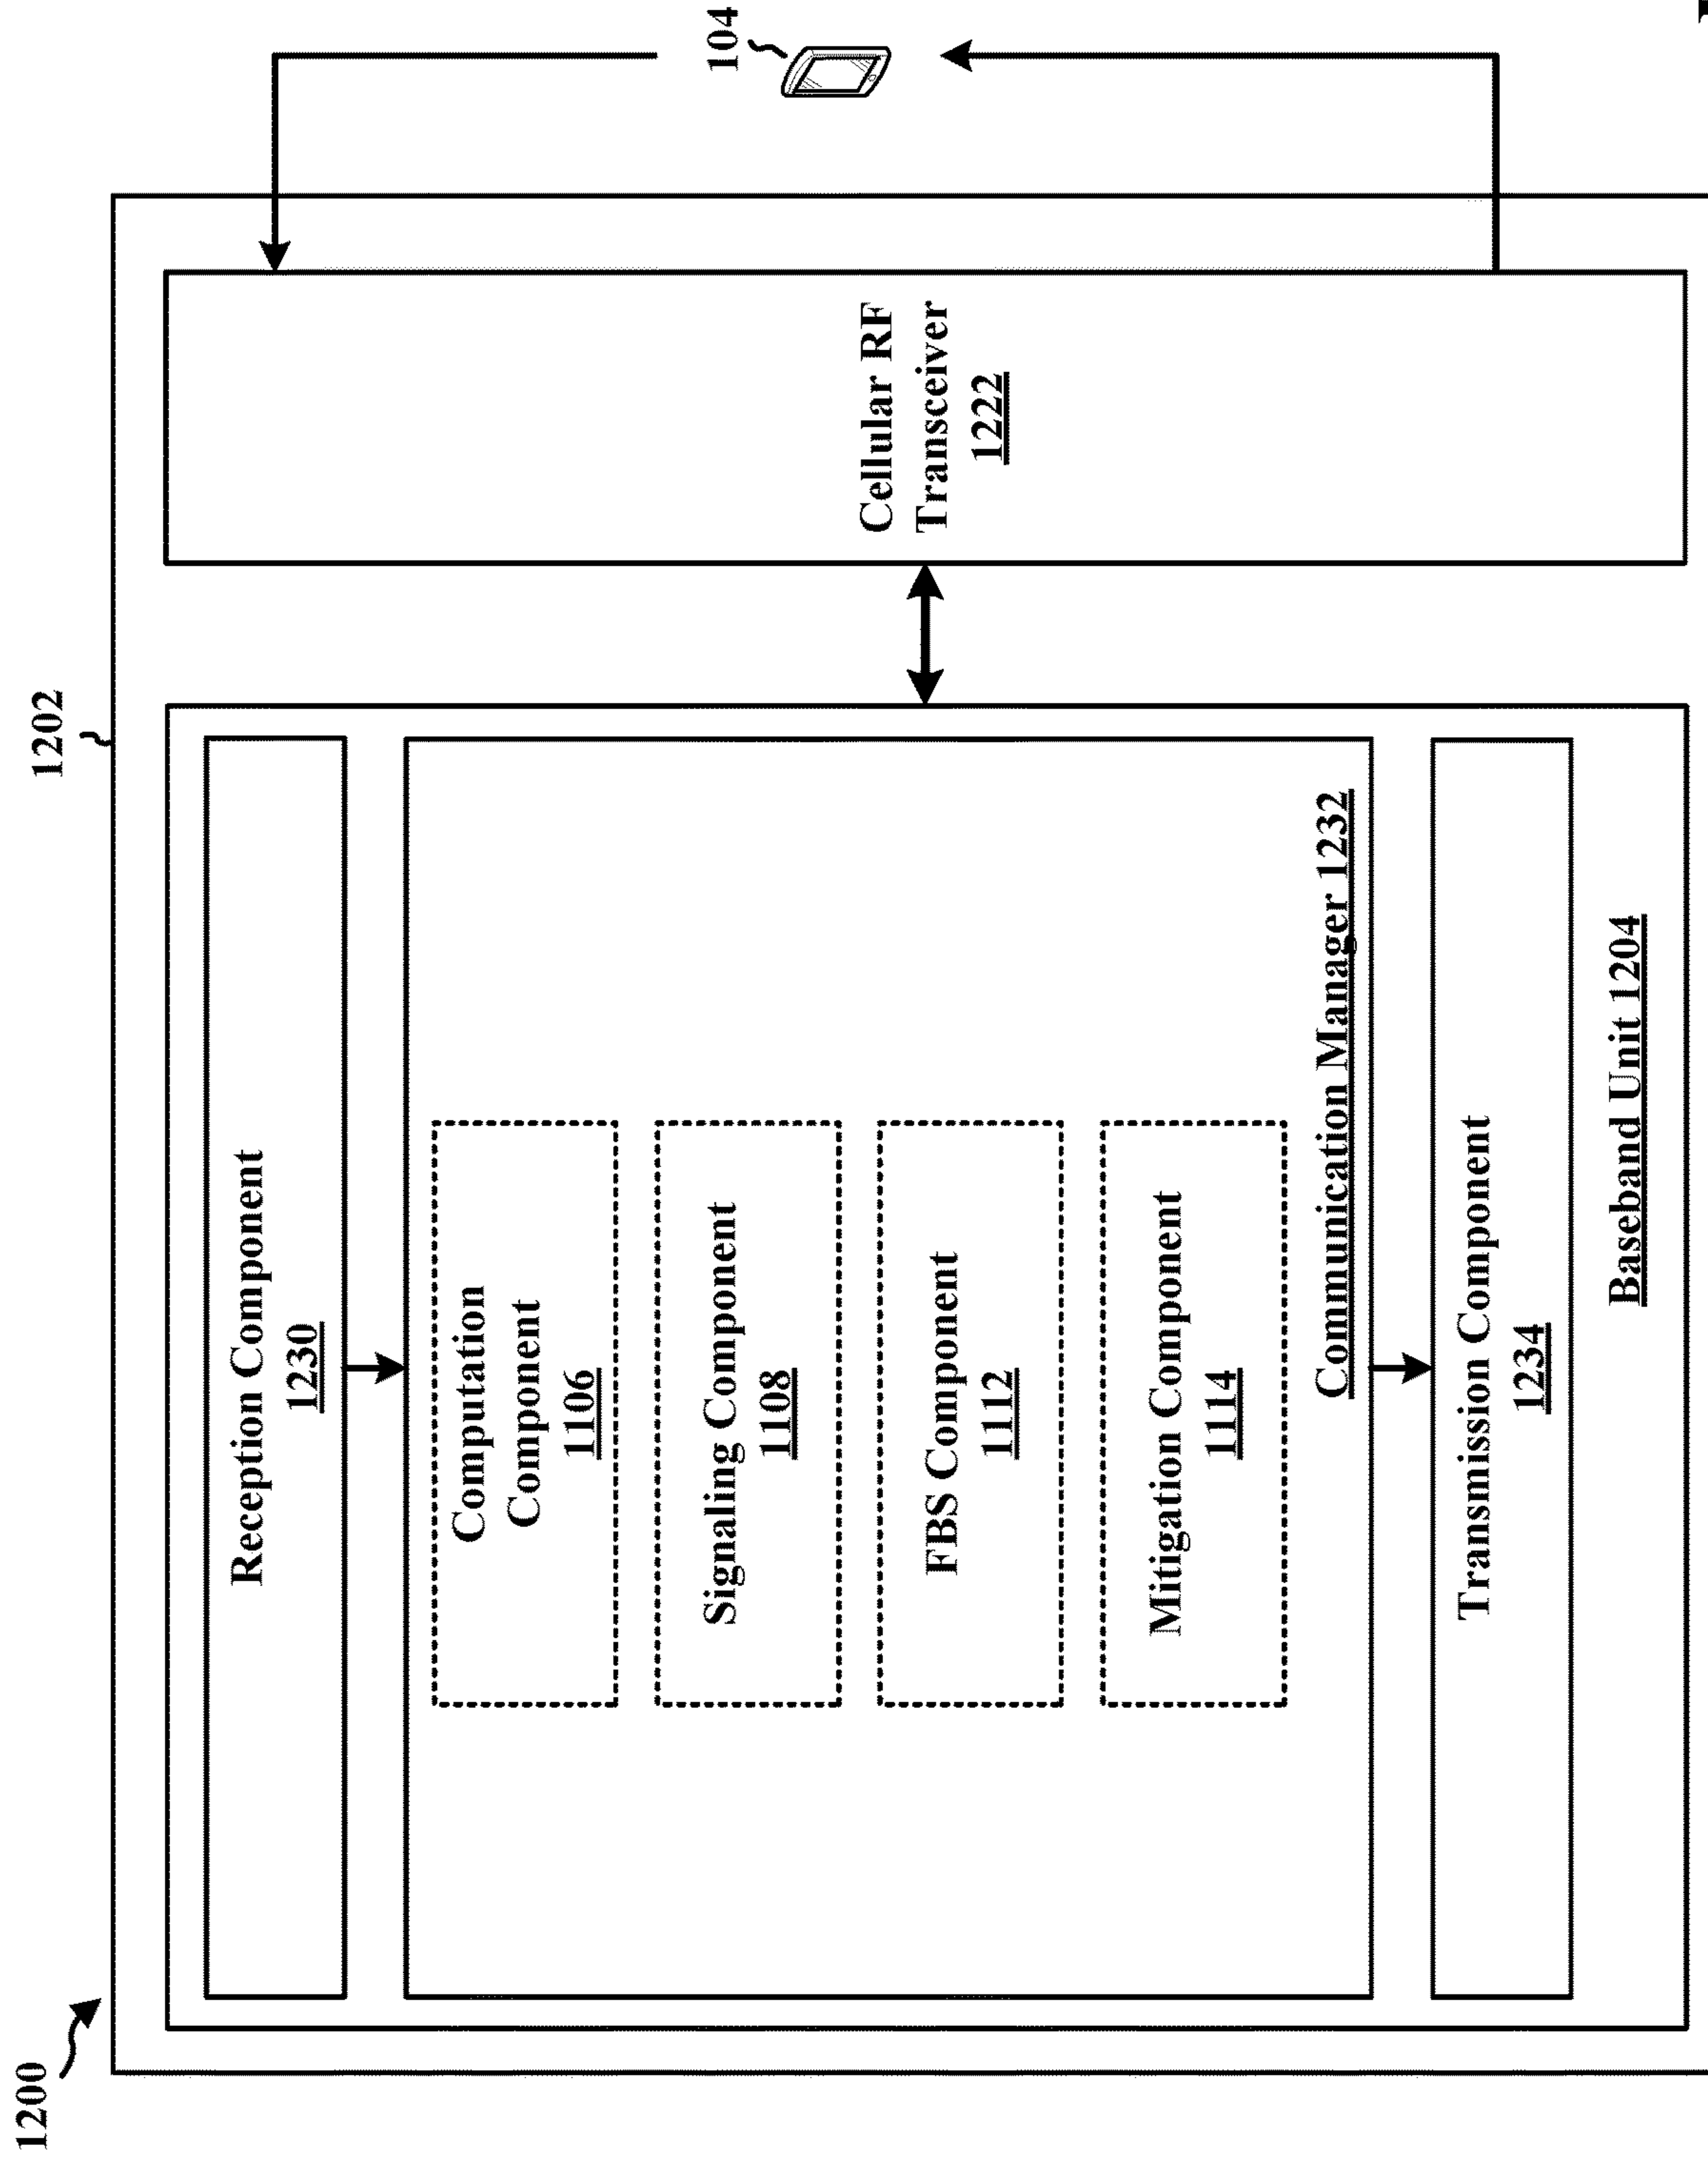 1200
1202
104
Reception Component
1230
Computation
Component
1106
Signaling Component
1108
FBS Component
1112
Mitigation Component
1114
Communication Manager 1232
Transmission Component
1234
Baseband Unit 1204
Cellular RF
Transceiver
1222